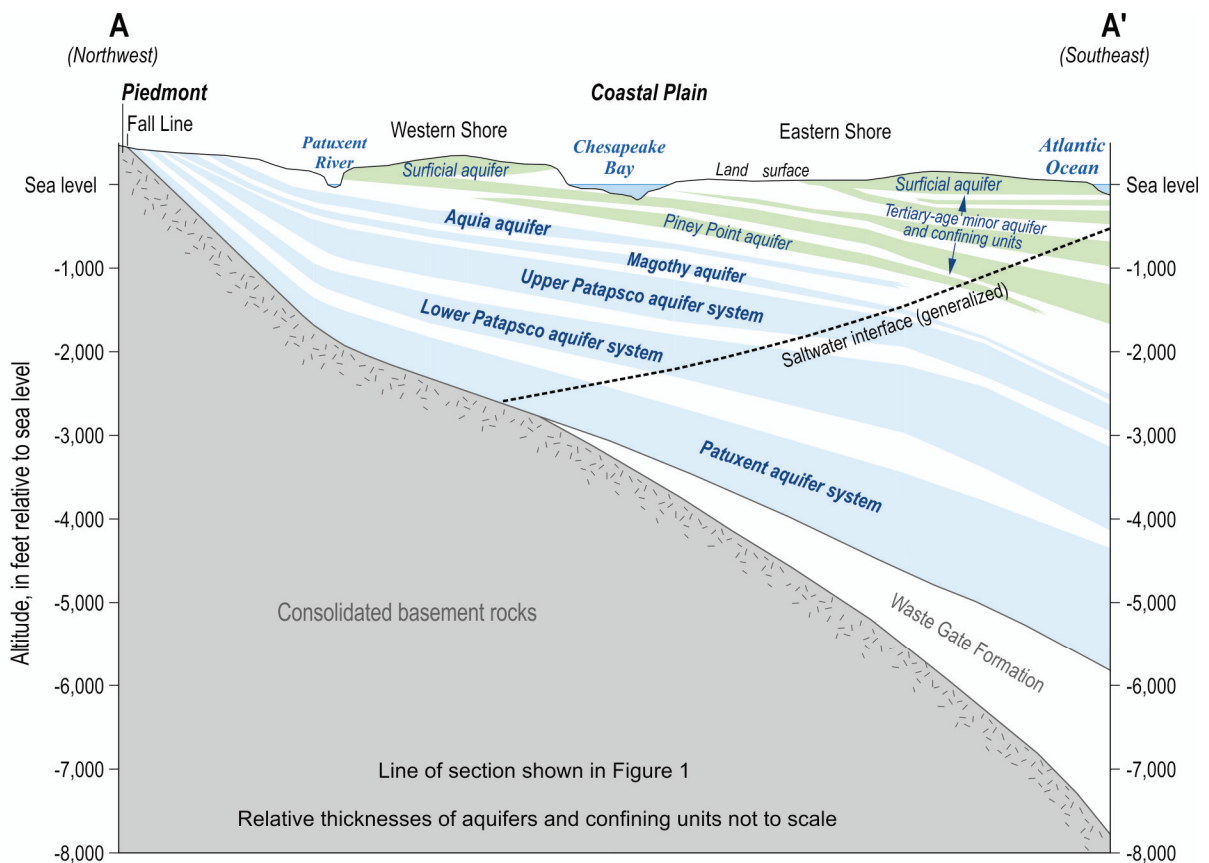 A
A'
(Northwest)
(Southeast)
Piedmont
Coastal Plain
Fall Line
Western Shore
Eastern Shore
Patuxent
River
Chesapeake
Bay
Atlantic
Ocean
Surficial aquifer
Land surface
Surficial aquifer
Sea level
Sea level
Tertiary-age minor aquifer
and confining units
Aquia aquifer
Piney Point aquifer
Magothy aquifer
Upper Patapsco aquifer system
Lower Patapsco aquifer system
Saltwater interface (generalized)
Patuxent aquifer system
Waste Gate Formation
Consolidated basement rocks
Altitude, in feet relative to sea level
-1,000
-2,000
-3,000
-4,000
-5,000
-6,000
-7,000
-8,000
-1,000
-2,000
-3,000
-4,000
-5,000
-6,000
-7,000
-8,000
Line of section shown in Figure 1
Relative thicknesses of aquifers and confining units not to scale